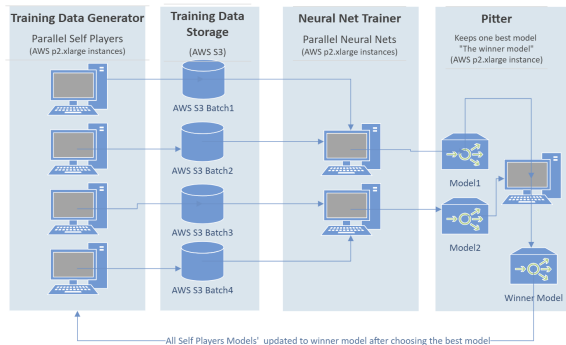 Training Data Generator
Parallel Self Players
(AWS p2.xlarge instances)
Training Data
Storage
(AWS S3)
AWS S3 Batch1
AWS S3 Batch2
AWS S3 Batch3
AWS S3 Batch4
Neural Net Trainer
Parallel Neural Nets
(AWS p2.xlarge instances)
Pitter
Keeps one best model
"The winner model"
(AWS p2.xlarge instance)
Model1
Model2
Winner Model
All Self Players Models' updated to winner model after choosing the best model